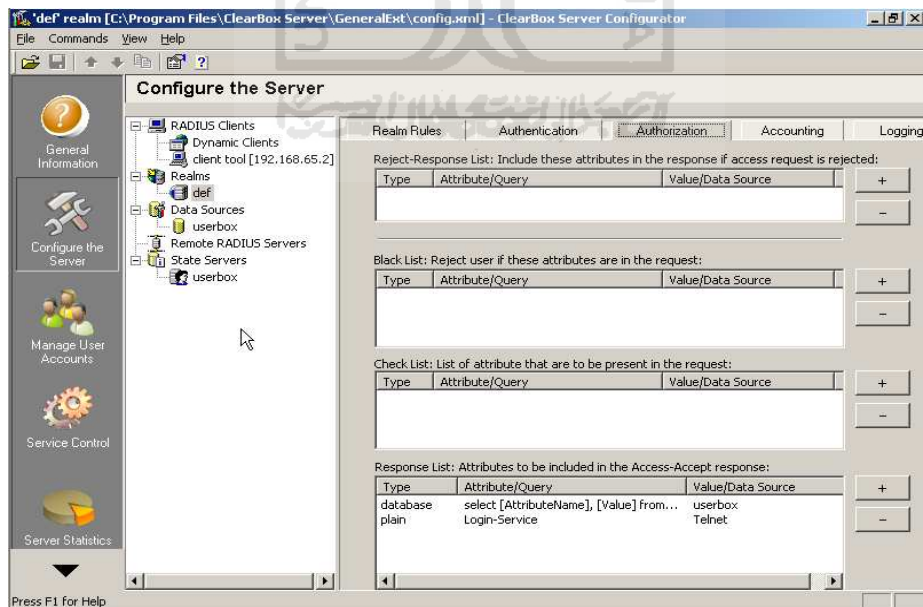 'def' realm [C:\Program Files\ClearBox Server\GeneralExt\config.xml] - ClearBox Server Configurator
File Commands View Help
Configure the Server
General Information
Configure the Server
Manage User Accounts
Service Control
Server Statistics
RADIUS Clients
Dynamic Clients
client tool [192.168.65.2]
Realms
def
Data Sources
userbox
Remote RADIUS Servers
State Servers
userbox
Realm Rules Authentication Authorization Accounting Logging
Reject-Response List: Include these attributes in the response if access request is rejected:
Type Attribute/Query Value/Data Source
+
-
Black List: Reject user if these attributes are in the request:
Type Attribute/Query Value/Data Source
+
-
Check List: List of attribute that are to be present in the request:
Type Attribute/Query Value/Data Source
+
-
Response List: Attributes to be included in the Access-Accept response:
Type Attribute/Query Value/Data Source
+
database select [AttributeName], [Value] from... userbox
plain Login-Service Telnet
-
Press F1 for Help